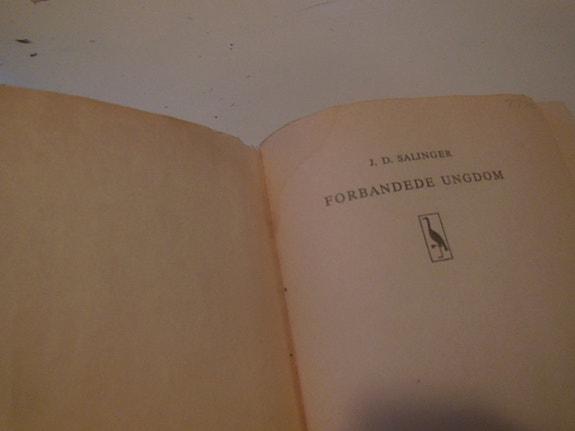 J. D. SALINGER
FORBANDEDE UNGDOM